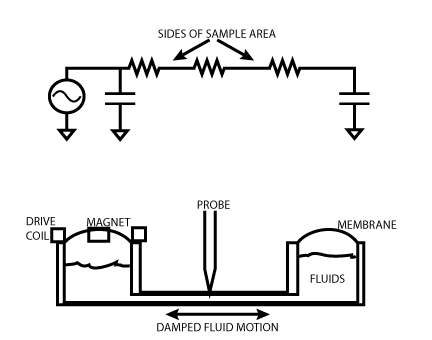 SIDES OF SAMPLE AREA
PROBE
DRIVE
COIL
MAGNET
MEMBRANE
FLUIDS
DAMPED FLUID MOTION